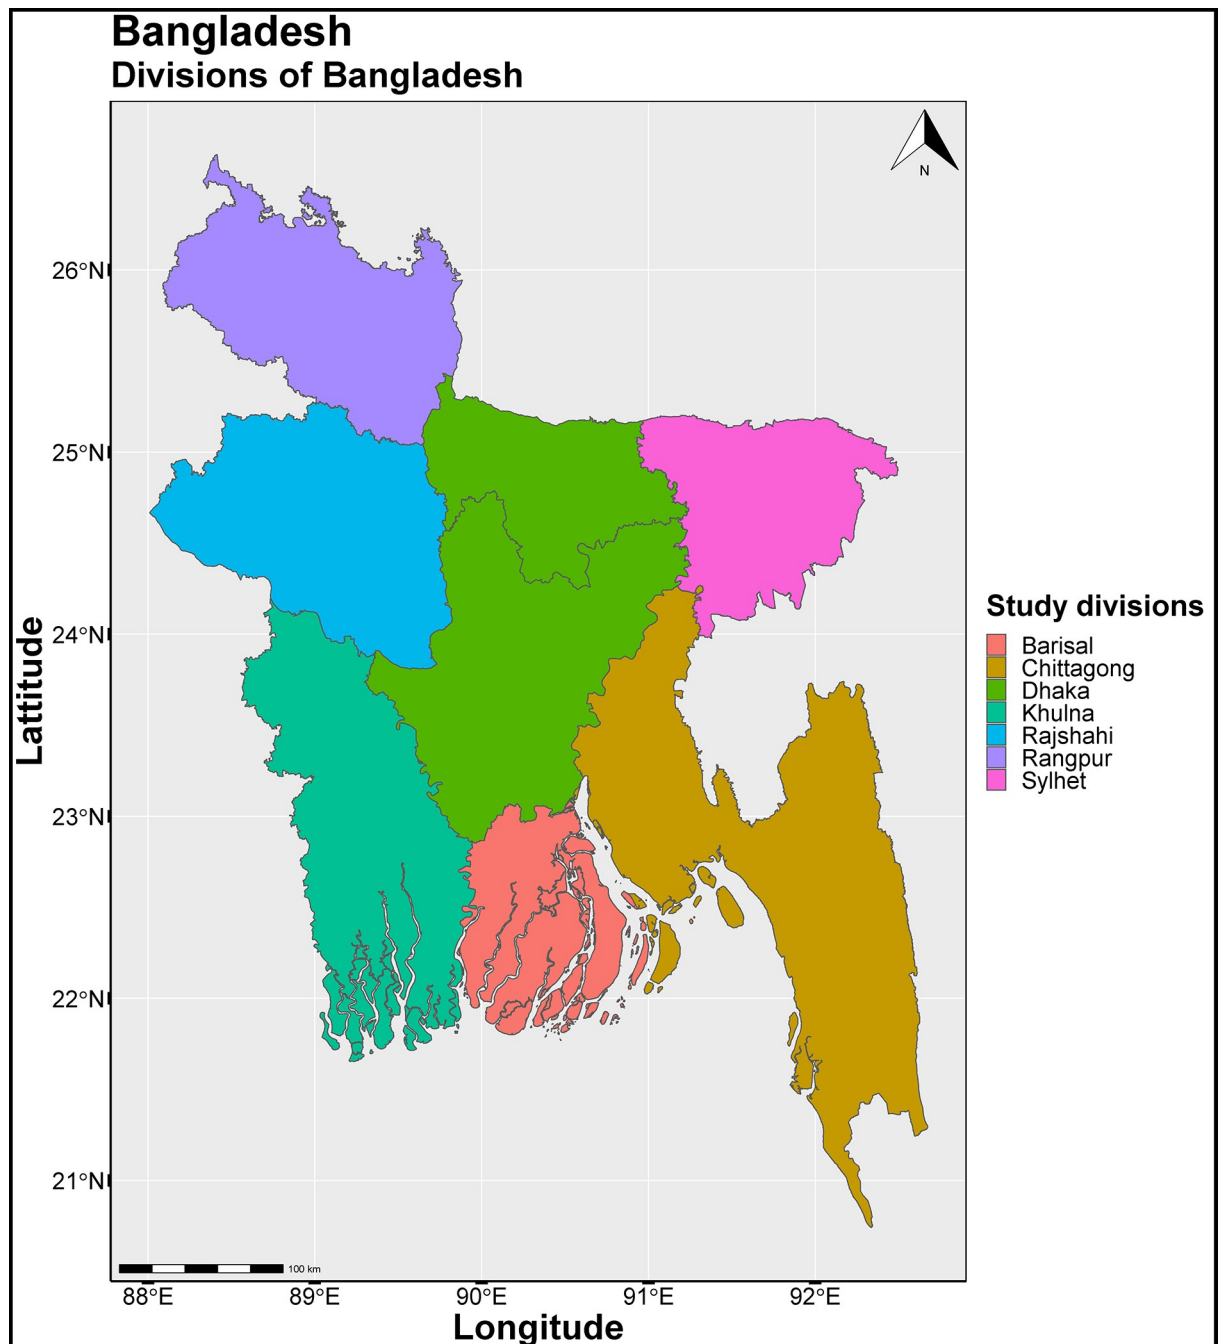 Bangladesh
Divisions of Bangladesh
N
26°N
25°N
24°N
23°N
22°N
21°N
Lattitude
Study divisions
Barisal
Chittagong
Dhaka
Khulna
Rajshahi
Rangpur
Sylhet
100 km
88°E 89°E 90°E 91°E 92°E
Longitude